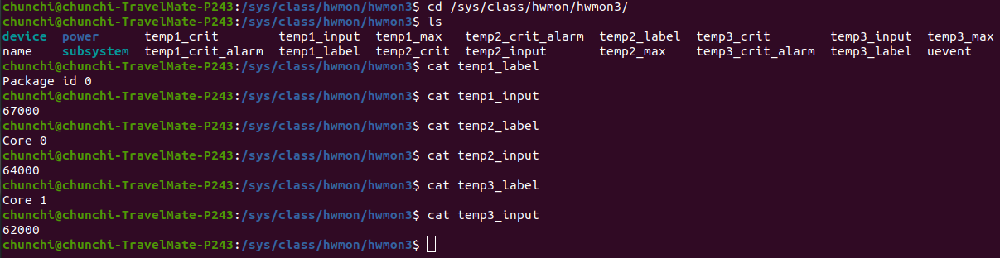 chunchi@chunchi-TravelMate-P243:/sys/class/hwmon/hwmon3$ cd /sys/class/hwmon/hwmon3/
chunchi@chunchi-TravelMate-P243:/sys/class/hwmon/hwmon3$ ls
device  power      temp1_crit        temp1_input  temp1_max   temp2_crit_alarm  temp2_label  temp3_crit        temp3_input  temp3_max
name    subsystem  temp1_crit_alarm  temp1_label  temp2_crit  temp2_input       temp2_max    temp3_crit_alarm  temp3_label  uevent
chunchi@chunchi-TravelMate-P243:/sys/class/hwmon/hwmon3$ cat temp1_label
Package id 0
chunchi@chunchi-TravelMate-P243:/sys/class/hwmon/hwmon3$ cat temp1_input
67000
chunchi@chunchi-TravelMate-P243:/sys/class/hwmon/hwmon3$ cat temp2_label
Core 0
chunchi@chunchi-TravelMate-P243:/sys/class/hwmon/hwmon3$ cat temp2_input
64000
chunchi@chunchi-TravelMate-P243:/sys/class/hwmon/hwmon3$ cat temp3_label
Core 1
chunchi@chunchi-TravelMate-P243:/sys/class/hwmon/hwmon3$ cat temp3_input
62000
chunchi@chunchi-TravelMate-P243:/sys/class/hwmon/hwmon3$